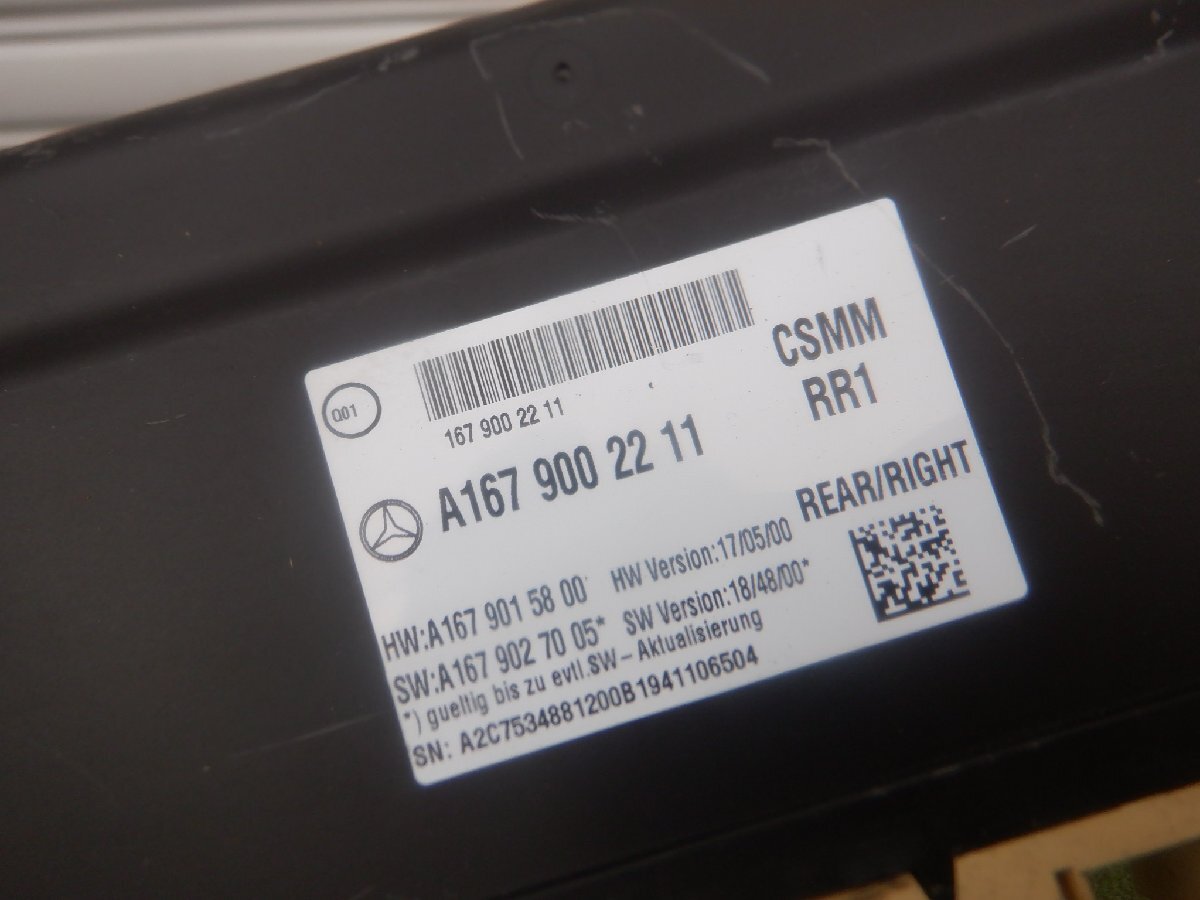 Q01
167 900 22 11
CSMM
RR1
A167 900 22 11
REAR/RIGHT
HW:A167 901 58 00 HW Version:17/05/00
SW:A167 902 70 05* SW Version:18/48/00*
*) gueltig bis zu evtl.SW-Aktualisierung
SN: A2C7534881200B1941106504